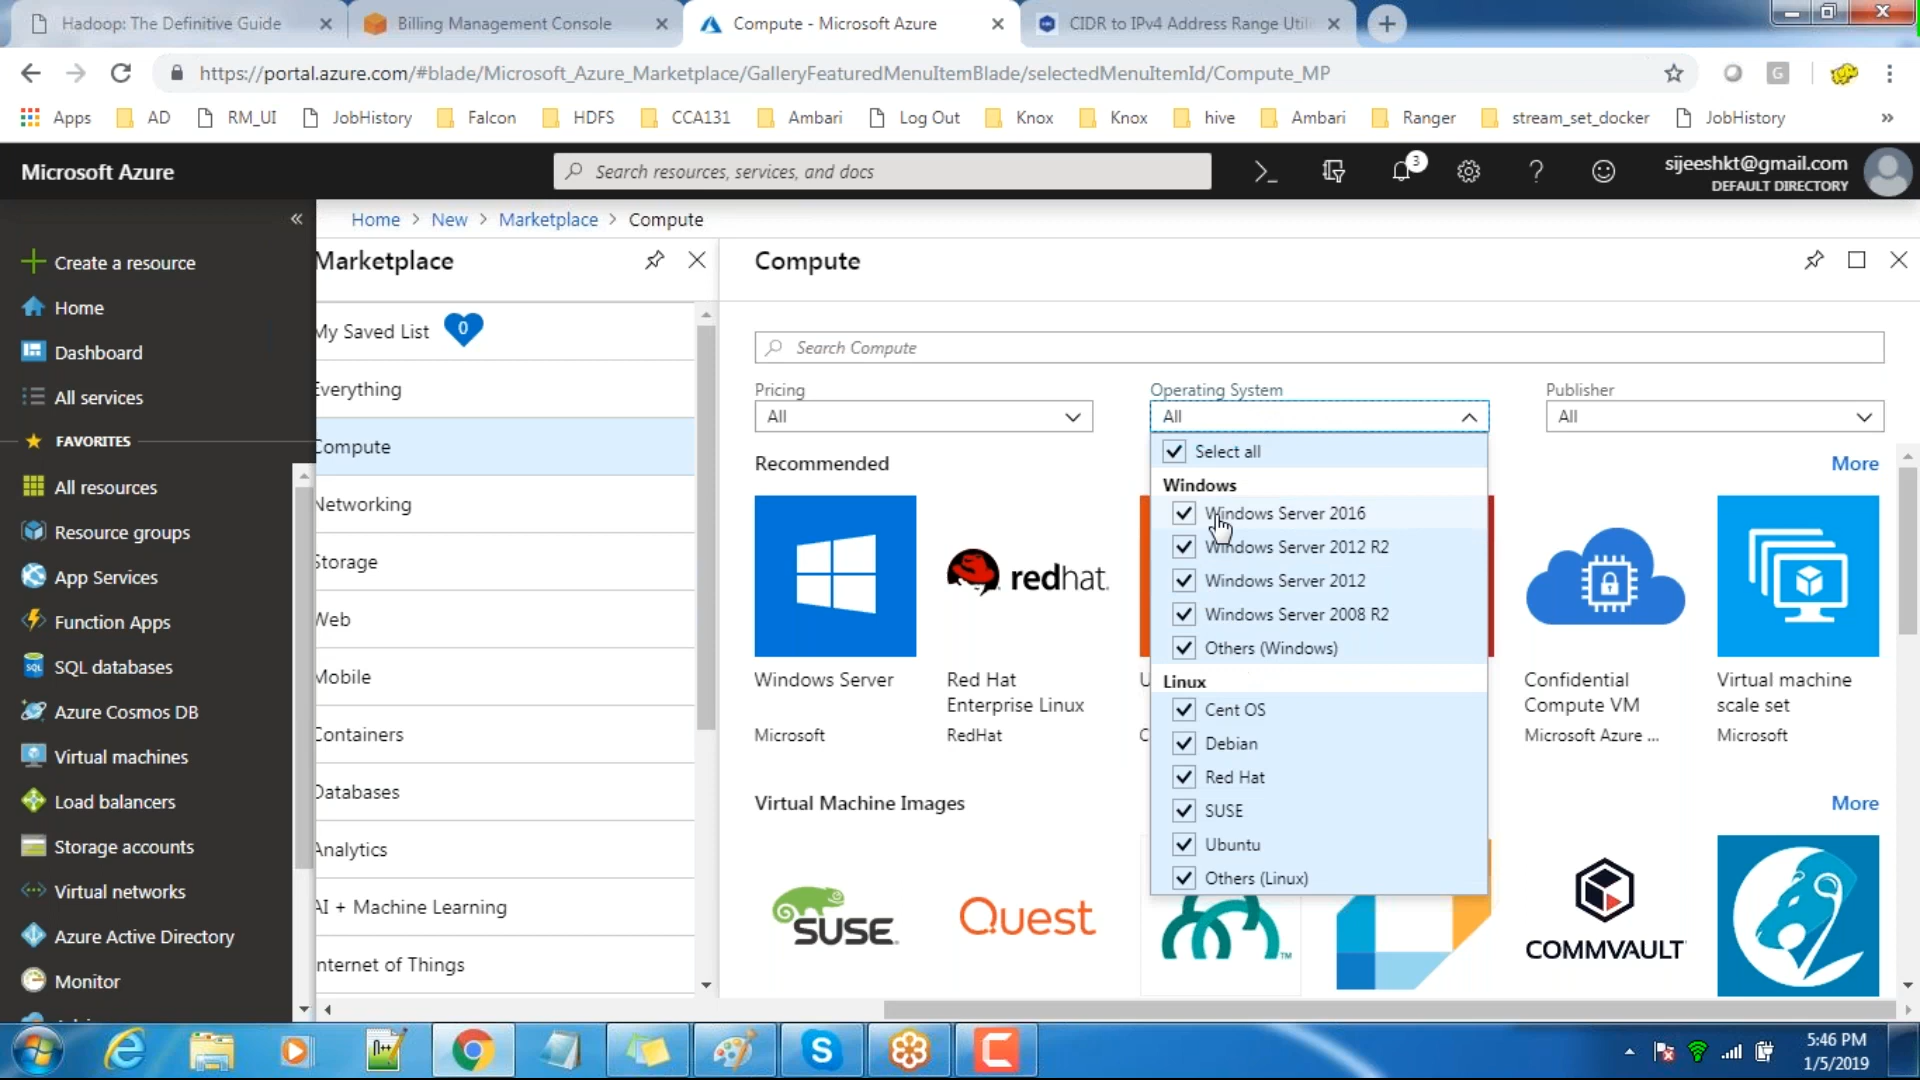 Hadoop: The Definitive Guide
Billing Management Console
Compute - Microsoft Azure
CIDR to IPv4 Address Range Utili
https://portal.azure.com/#blade/Microsoft_Azure_Marketplace/GalleryFeaturedMenuItemBlade/selectedMenuItemId/Compute_MP
G
Apps
AD
RM_UI
JobHistory
Falcon
HDFS
CCA131
Ambari
Log Out
Knox
Knox
hive
Ambari
Ranger
stream_set_docker
JobHistory
»
Microsoft Azure
Search resources, services, and docs
3
sijeeshkt@gmail.com
DEFAULT DIRECTORY
Home > New > Marketplace > Compute
Create a resource
Home
Dashboard
All services
FAVORITES
All resources
Resource groups
App Services
Function Apps
SQL databases
Azure Cosmos DB
Virtual machines
Load balancers
Storage accounts
Virtual networks
Azure Active Directory
Monitor
Marketplace
My Saved List
0
Everything
Compute
Networking
Storage
Web
Mobile
Containers
Databases
Analytics
AI + Machine Learning
Internet of Things
Compute
Search Compute
Pricing
All
Operating System
All
Publisher
All
Select all
Windows
Windows Server 2016
Windows Server 2012 R2
Windows Server 2012
Windows Server 2008 R2
Others (Windows)
Linux
Cent OS
Debian
Red Hat
SUSE
Ubuntu
Others (Linux)
Recommended
More
redhat.
Windows Server
Microsoft
Red Hat
Enterprise Linux
RedHat
Confidential
Compute VM
Microsoft Azure ...
Virtual machine
scale set
Microsoft
Virtual Machine Images
More
SUSE
Quest
TM
COMMVAULT
5:46 PM
1/5/2019